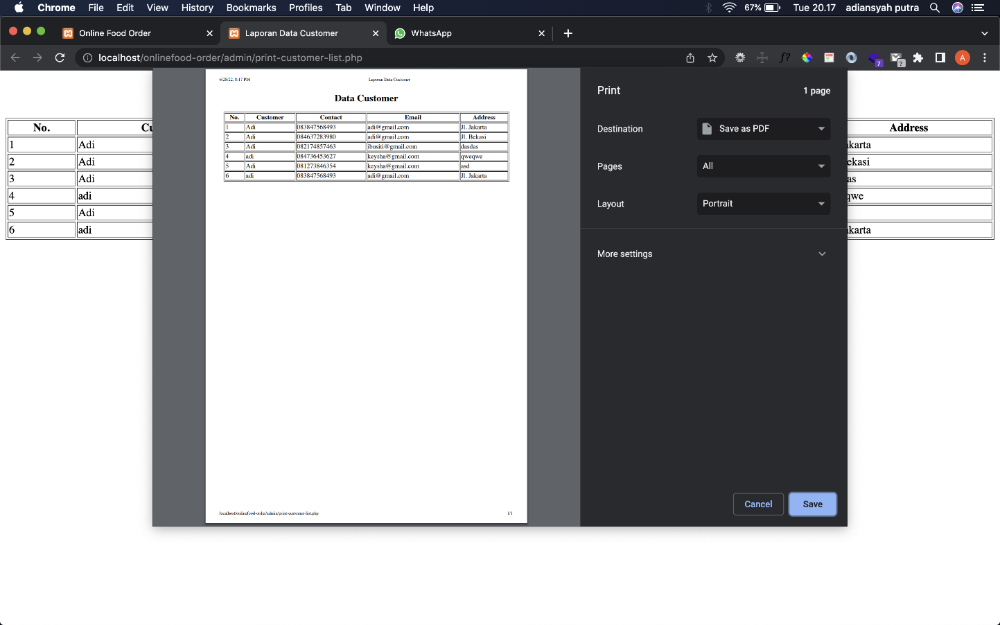 Chrome File Edit View History Bookmarks Profiles Tab Window Help 67% Tue 20.17 adiansyah putra
Online Food Order Laporan Data Customer WhatsApp
localhost/onlinefood-order/admin/print-customer-list.php 7 ? A
6/28/22, 8:17 PM Laporan Data Customer
Data Customer
No. Customer Contact Email Address
1 Adi 083847568493 adi@gmail.com Jl. Jakarta
2 Adi 084637283980 adi@gmail.com Jl. Bekasi
3 Adi 082174857463 ibusiti@gmail.com dasdas
4 adi 084736453627 keysha@gmail.com qweqwe
5 Adi 081273846354 keysha@gmail.com asd
6 adi 083847568493 adi@gmail.com Jl. Jakarta
localhost/onlinefood-order/admin/print-customer-list.php 1/1
No. Cu Address
1 Adi karta
2 Adi ekasi
3 Adi as
4 adi qwe
5 Adi
6 adi karta
Print 1 page
Destination Save as PDF
Pages All
Layout Portrait
More settings
Cancel Save